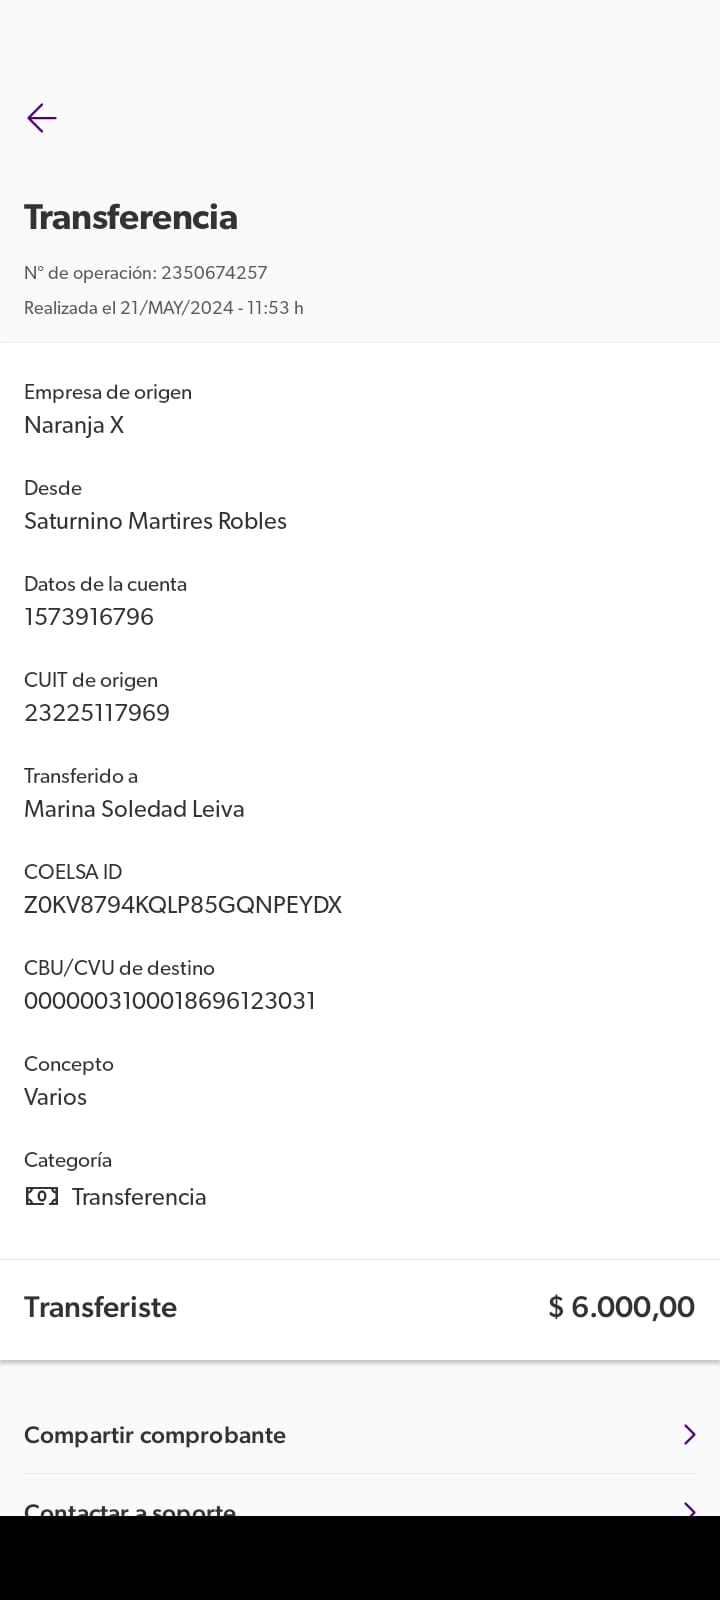 Transferencia
N° de operación: 2350674257
Realizada el 21/MAY/2024 - 11:53 h
Empresa de origen
Naranja X
Desde
Saturnino Martires Robles
Datos de la cuenta
1573916796
CUIT de origen
23225117969
Transferido a
Marina Soledad Leiva
COELSA ID
Z0KV8794KQLP85GQNPEYDX
CBU/CVU de destino
0000003100018696123031
Concepto
Varios
Categoría
Transferencia
Transferiste $ 6.000,00
Compartir comprobante
Contactar a soporte